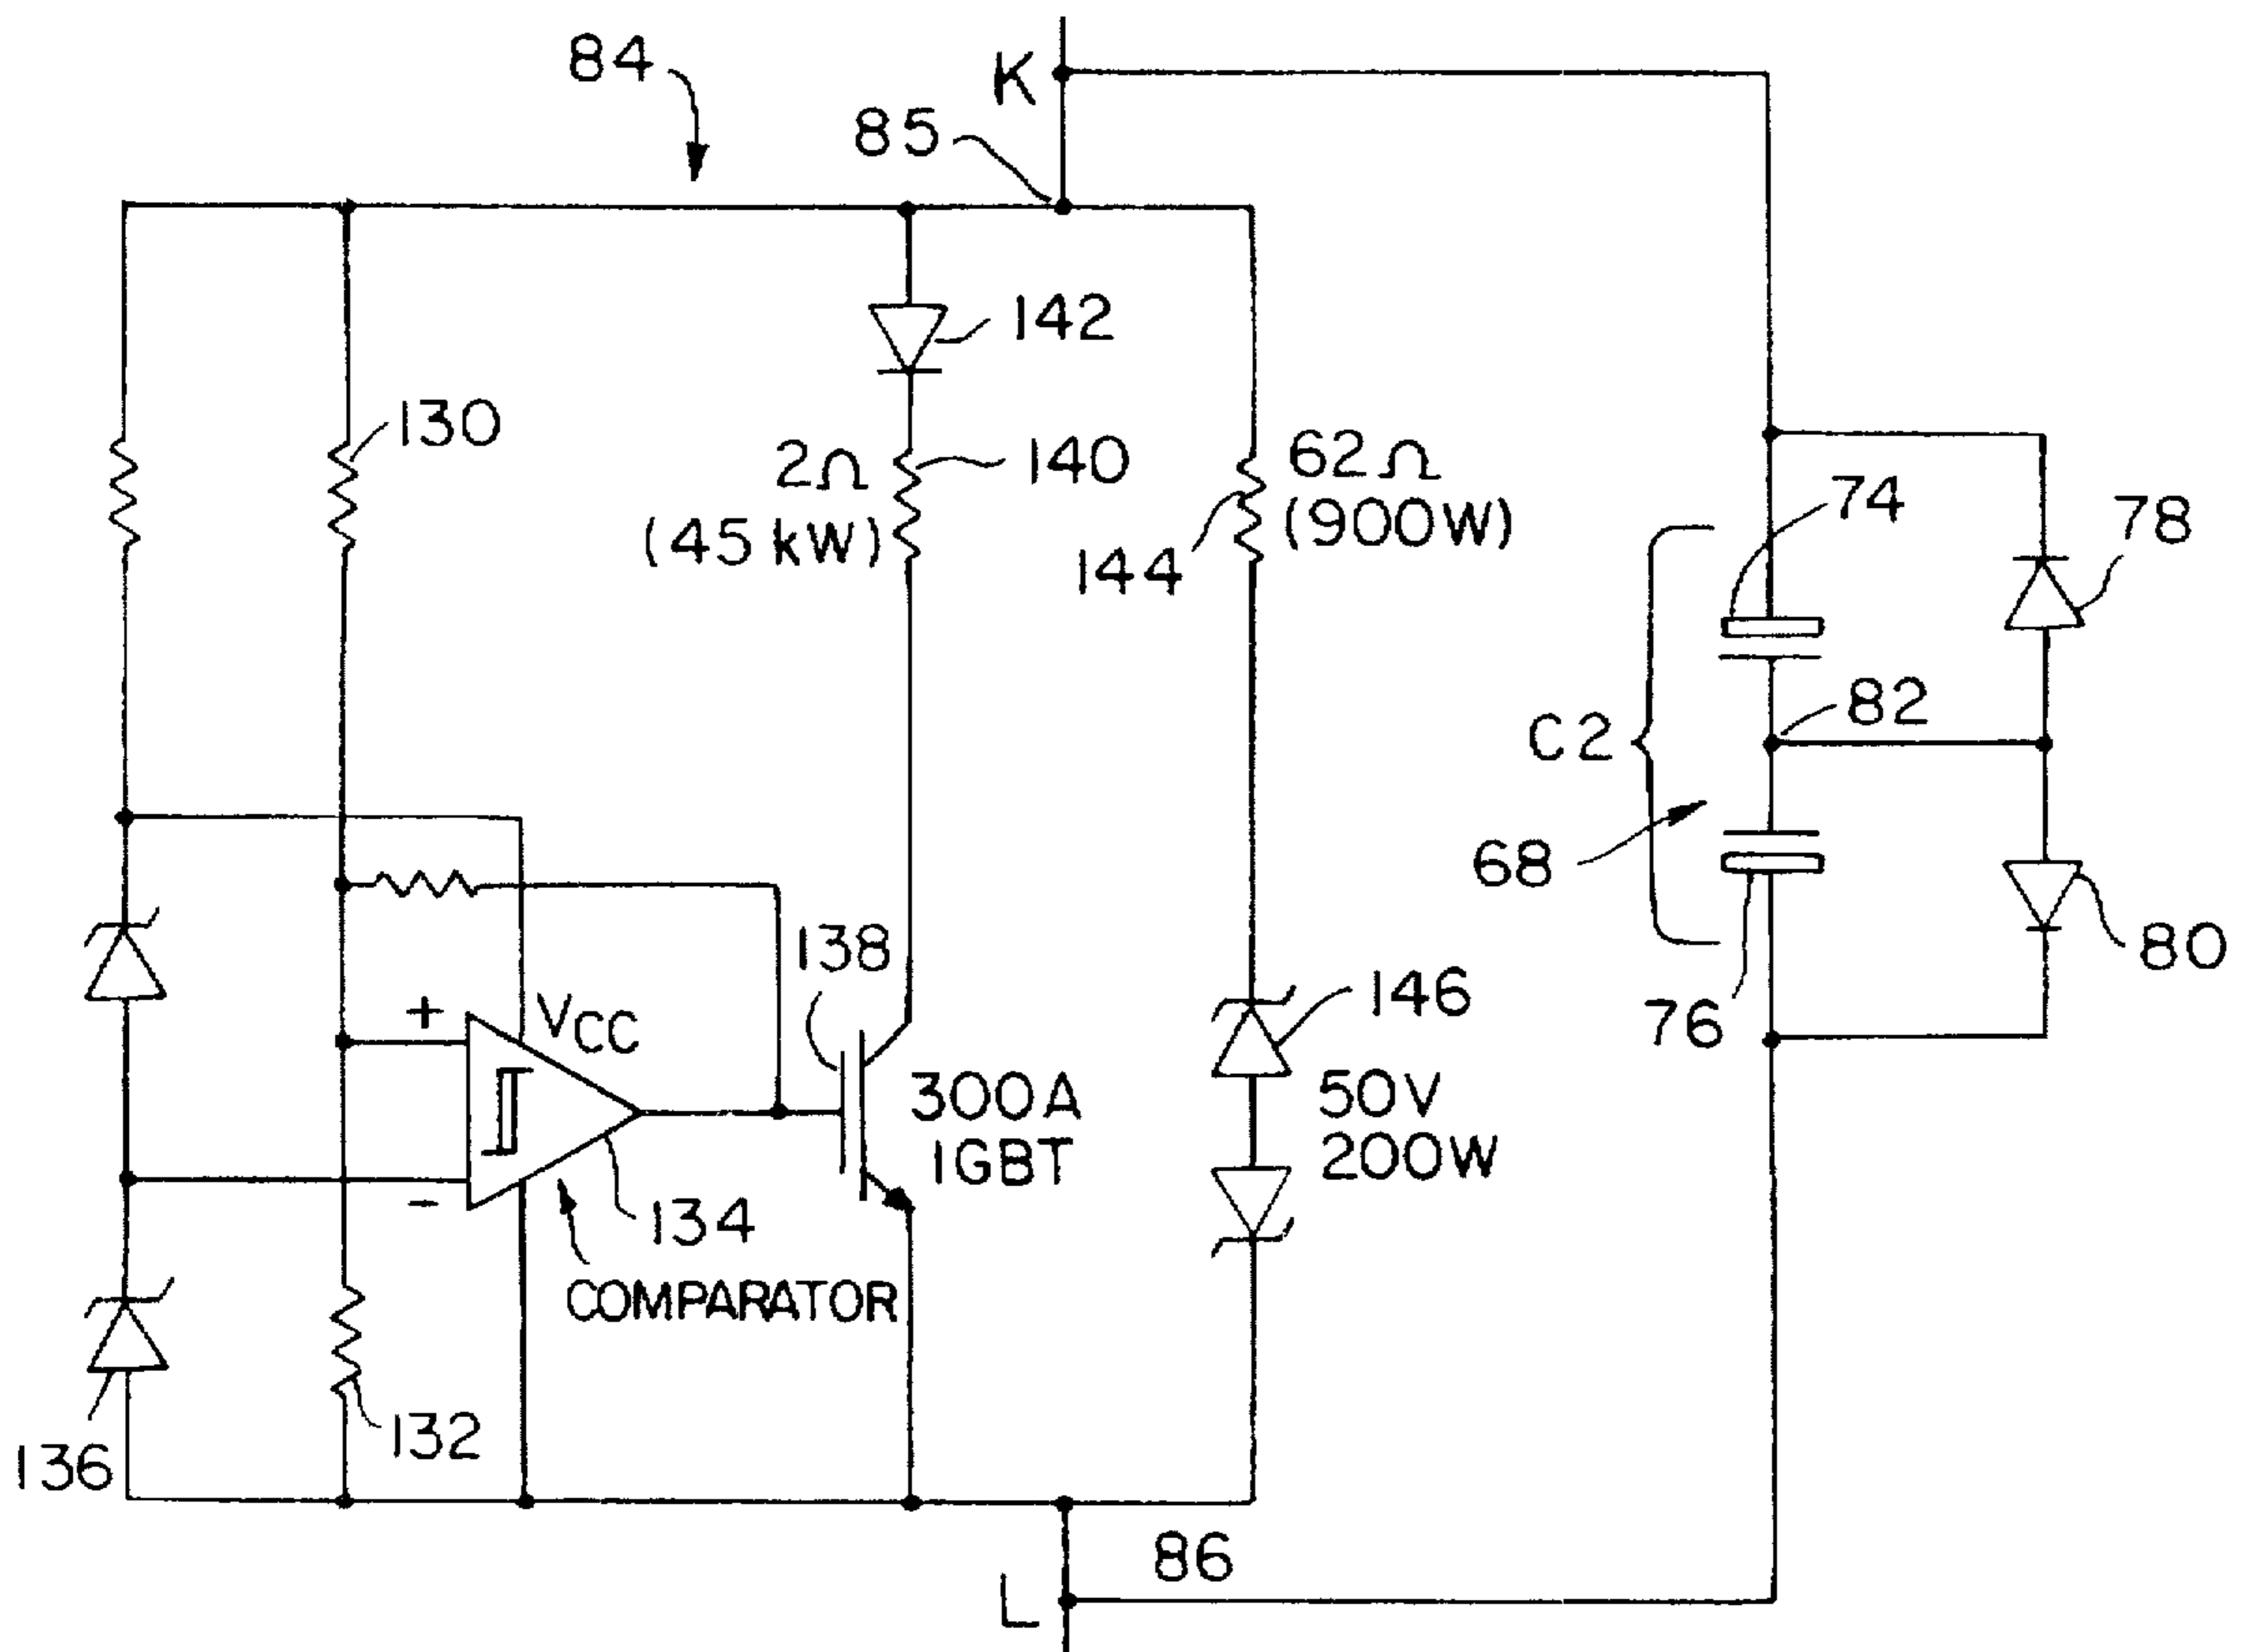 84
K
85
142
130
2Ω
(45 kW)
140
62Ω
(900W)
144
74
78
C2
82
68
76
80
138
+
VCC
146
300A
IGBT
50V
200W
-
134
COMPARATOR
136
132
86
L